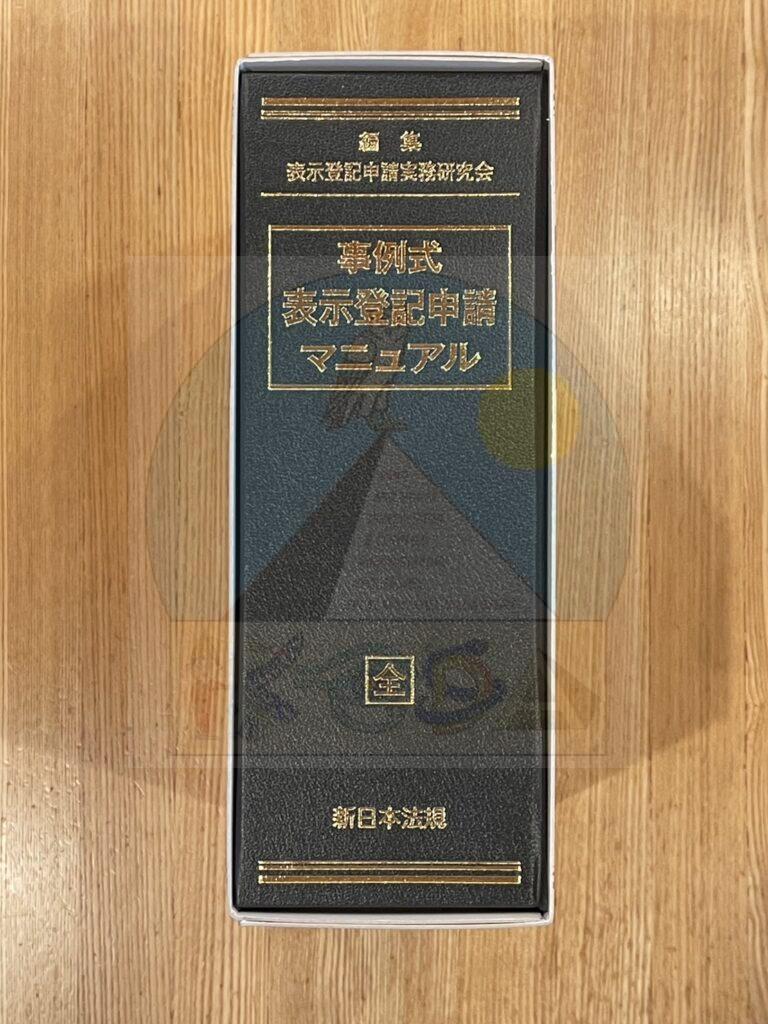 編集
表示登記申請実務研究会
事例式
表示登記申請
マニュアル
全
新日本法規